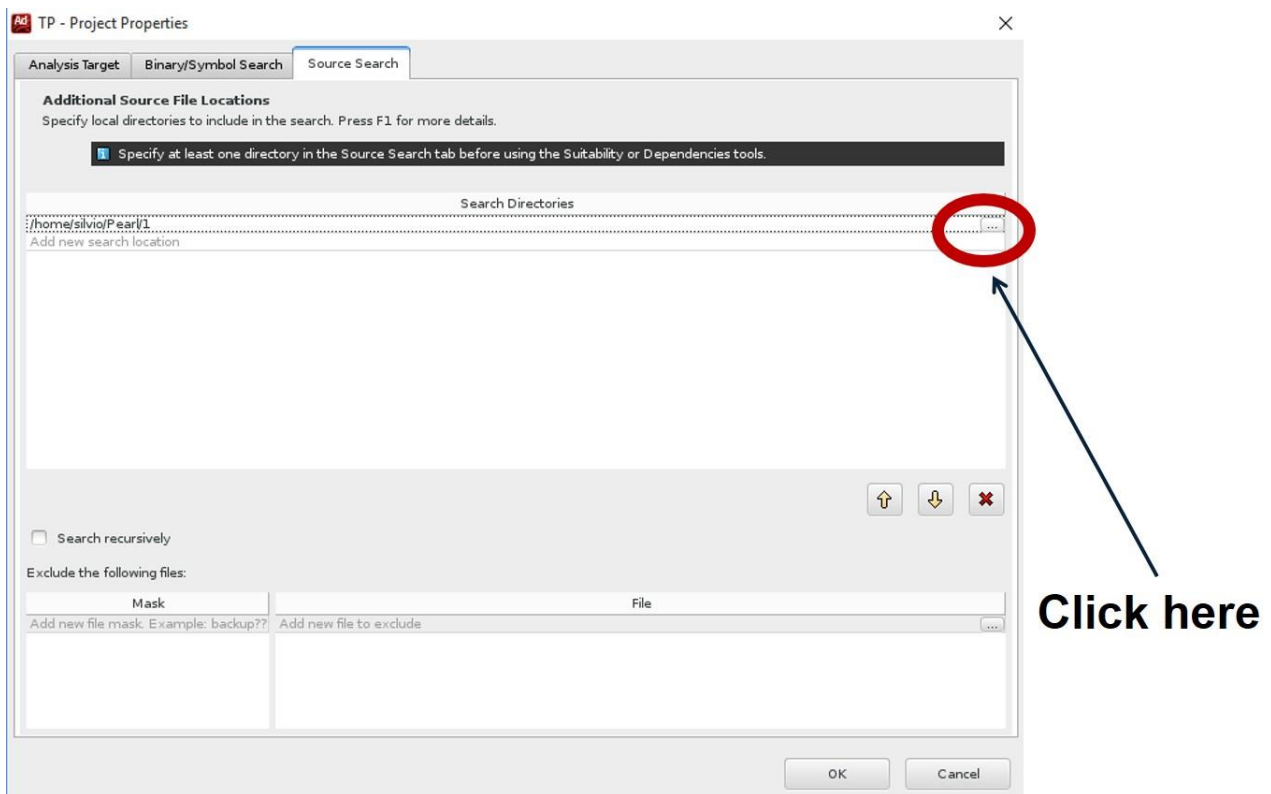 Ad TP - Project Properties
Analysis Target Binary/Symbol Search Source Search
Additional Source File Locations
Specify local directories to include in the search. Press F1 for more details.
Specify at least one directory in the Source Search tab before using the Suitability or Dependencies tools.
Search Directories
/home/silvio/Pearl/1 ...
Add new search location
Search recursively
Exclude the following files:
Mask File
Add new file mask. Example: backup?? Add new file to exclude ...
Click here
OK Cancel